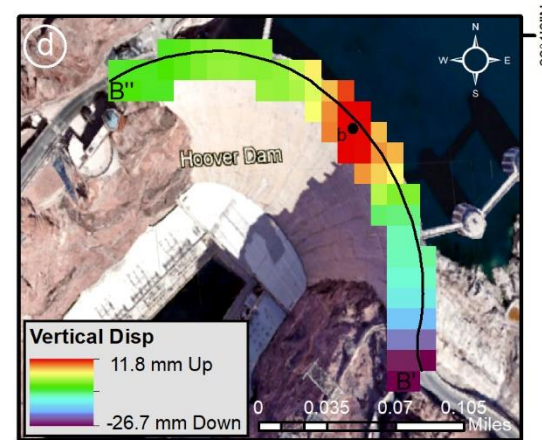 d
N
W E
S
B"
b
Hoover Dam
B'
Vertical Disp
11.8 mm Up
-26.7 mm Down
0 0.035 0.07 0.105
Miles